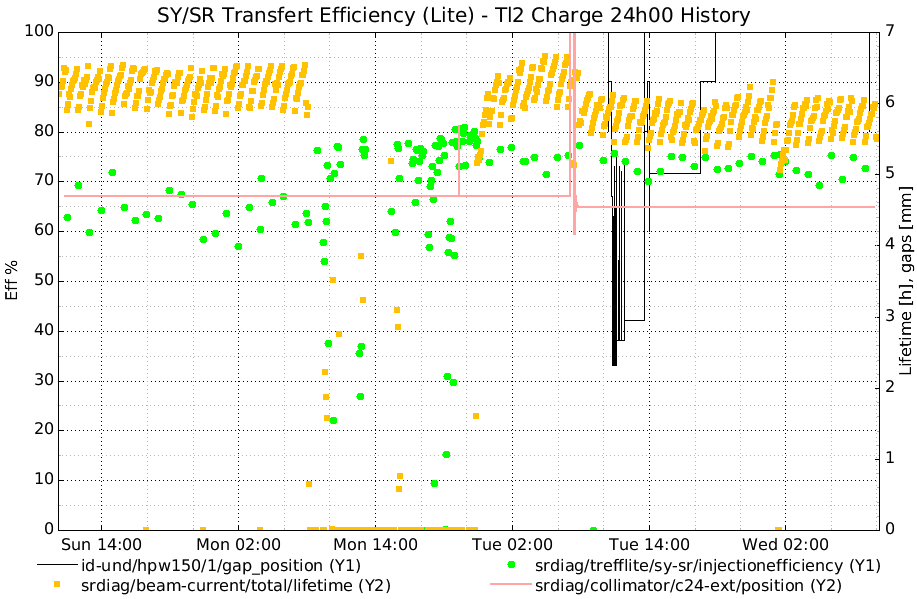 SY/SR Transfert Efficiency (Lite) - Tl2 Charge 24h00 History
100
90
80
70
60
50
40
30
20
10
0
Eff %
7
6
5
4
3
2
1
0
Lifetime [h], gaps [mm]
Sun 14:00
Mon 02:00
Mon 14:00
Tue 02:00
Tue 14:00
Wed 02:00
id-und/hpw150/1/gap_position (Y1)
srdiag/trefflite/sy-sr/injectionefficiency (Y1)
srdiag/beam-current/total/lifetime (Y2)
srdiag/collimator/c24-ext/position (Y2)